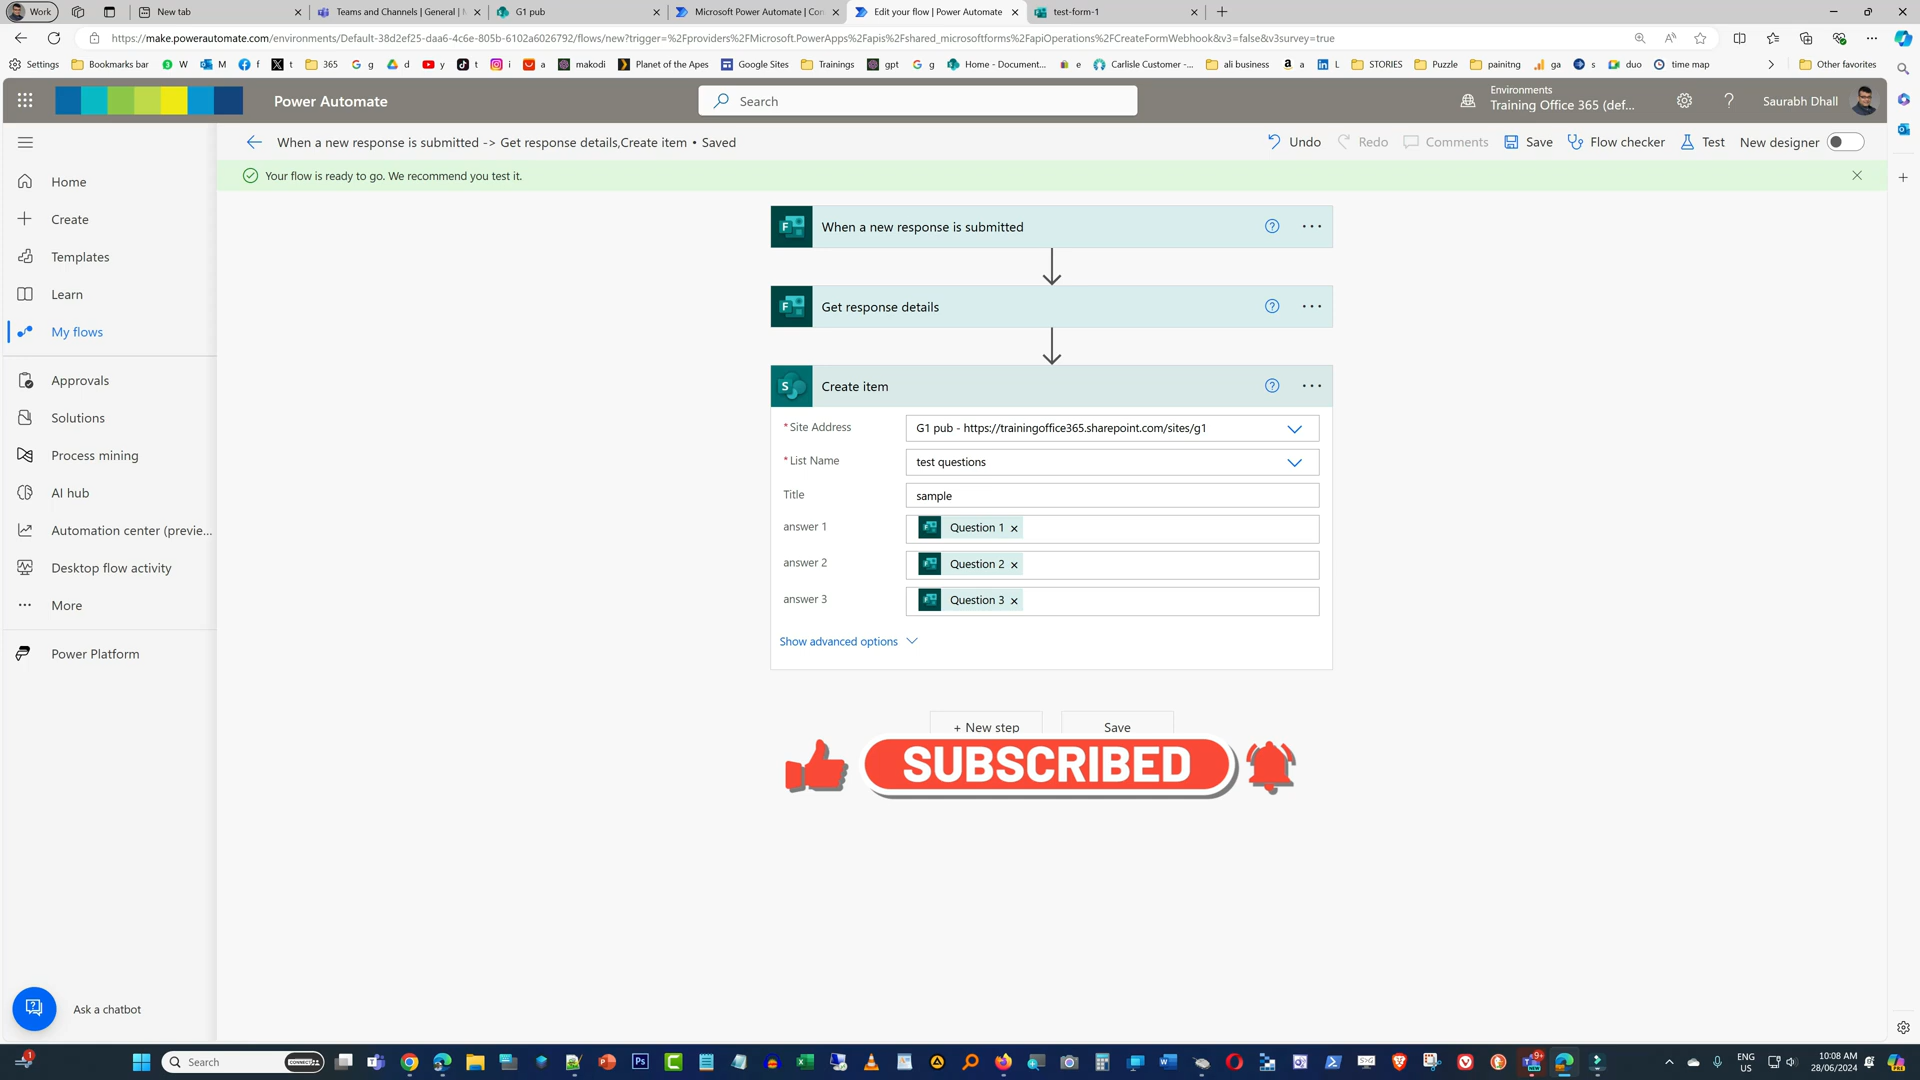 Work
New tab
Teams and Channels | General | M
G1 pub
Microsoft Power Automate | Con
Edit your flow | Power Automate
test-form-1
https://make.powerautomate.com/environments/Default-38d2ef25-daa6-4c6e-805b-6102a6026792/flows/new?trigger=%2Fproviders%2FMicrosoft.PowerApps%2Fapis%2Fshared_microsoftforms%2FapiOperations%2FCreateFormWebhook&v3=false&v3survey=true
Settings Bookmarks bar W M f t 365 g d y t i a makodi Planet of the Apes Google Sites Trainings gpt g Home - Document... e Carlisle Customer -... ali business a L STORIES Puzzle painitng ga s duo time map Other favorites
Power Automate
Search
Environments
Training Office 365 (def...
Saurabh Dhall
When a new response is submitted -> Get response details,Create item • Saved
Undo Redo Comments Save Flow checker Test New designer
Your flow is ready to go. We recommend you test it.
Home
Create
Templates
Learn
My flows
Approvals
Solutions
Process mining
AI hub
Automation center (previe...
Desktop flow activity
More
Power Platform
Ask a chatbot
When a new response is submitted
Get response details
Create item
* Site Address
G1 pub - https://trainingoffice365.sharepoint.com/sites/g1
* List Name
test questions
Title
sample
answer 1
Question 1
answer 2
Question 2
answer 3
Question 3
Show advanced options
+ New step
Save
SUBSCRIBED
Search
ENG
US
10:08 AM
28/06/2024